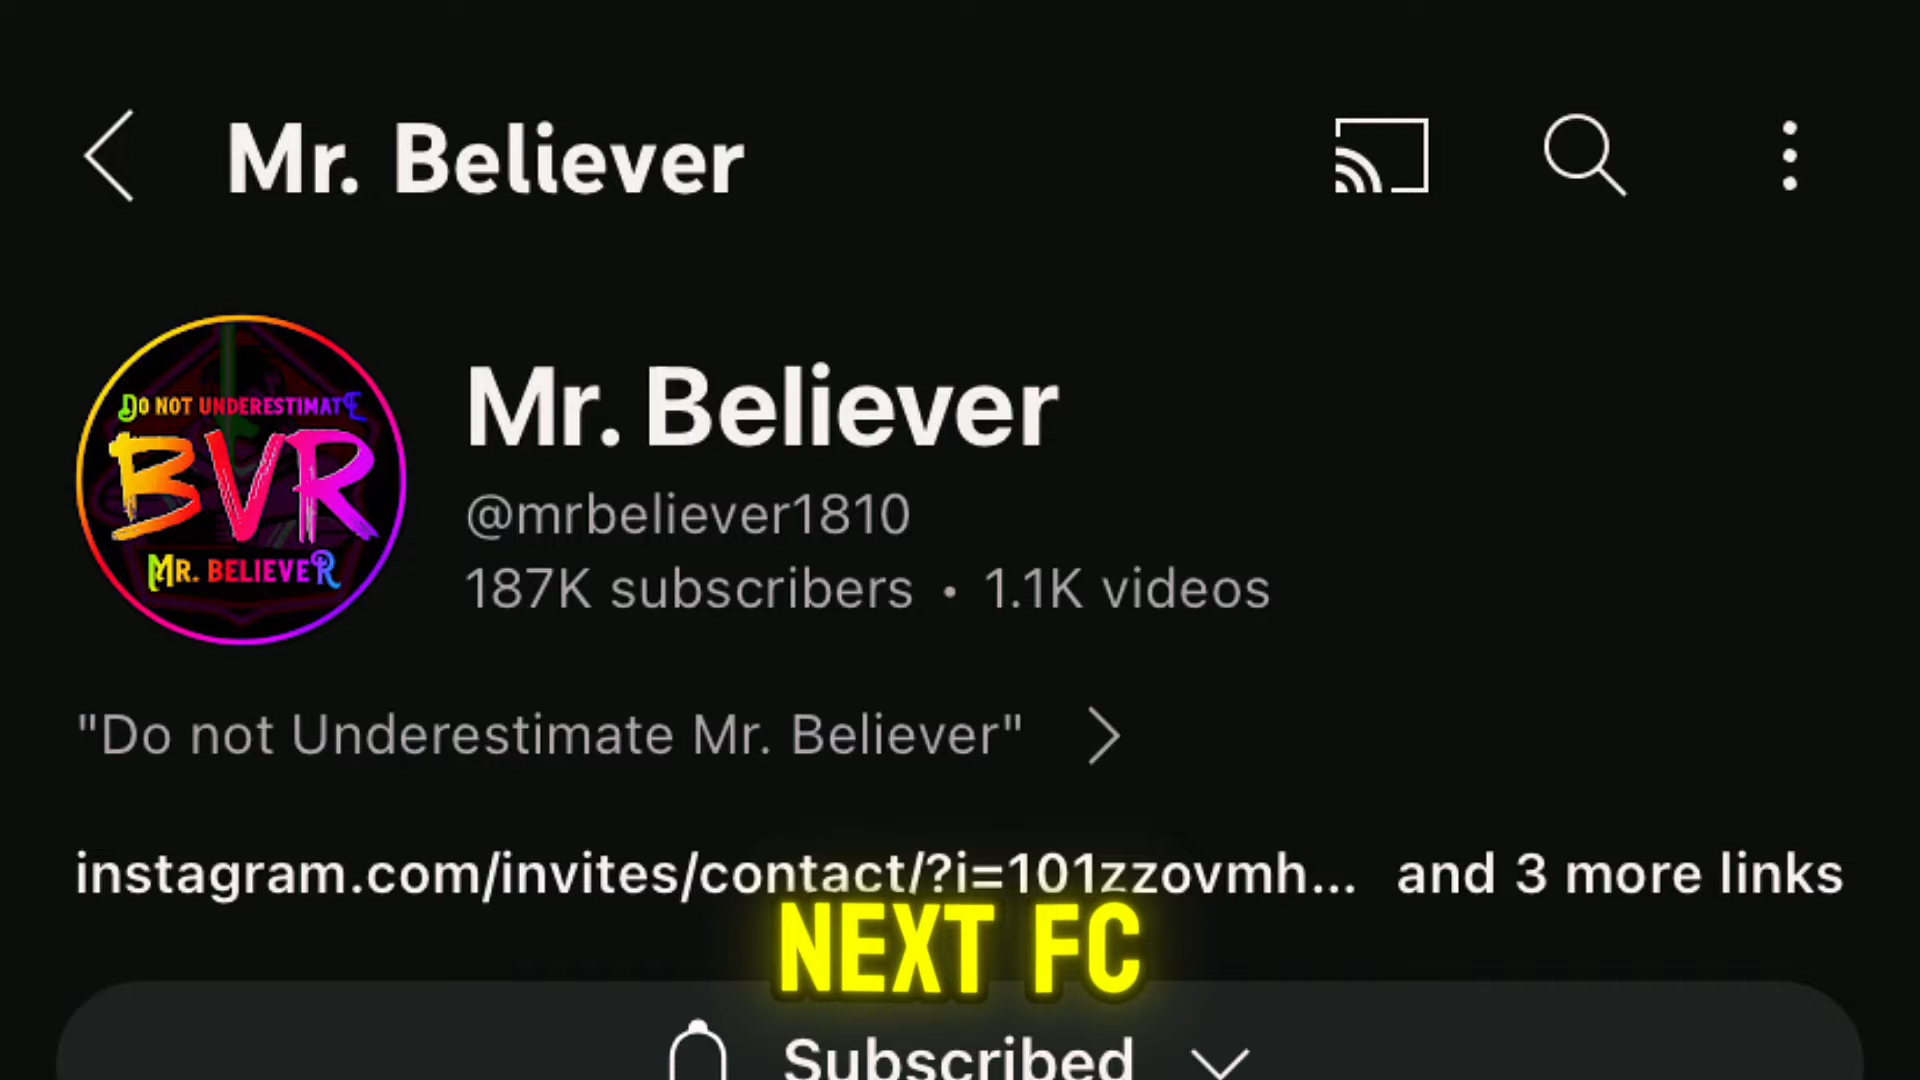 Mr. Believer
DO NOT UNDERESTIMATE
BVR
MR. BELIEVER
Mr. Believer
@mrbeliever1810
187K subscribers • 1.1K videos
"Do not Underestimate Mr. Believer"
instagram.com/invites/contact/?i=101zzovmh... and 3 more links
NEXT FC
Subscribed